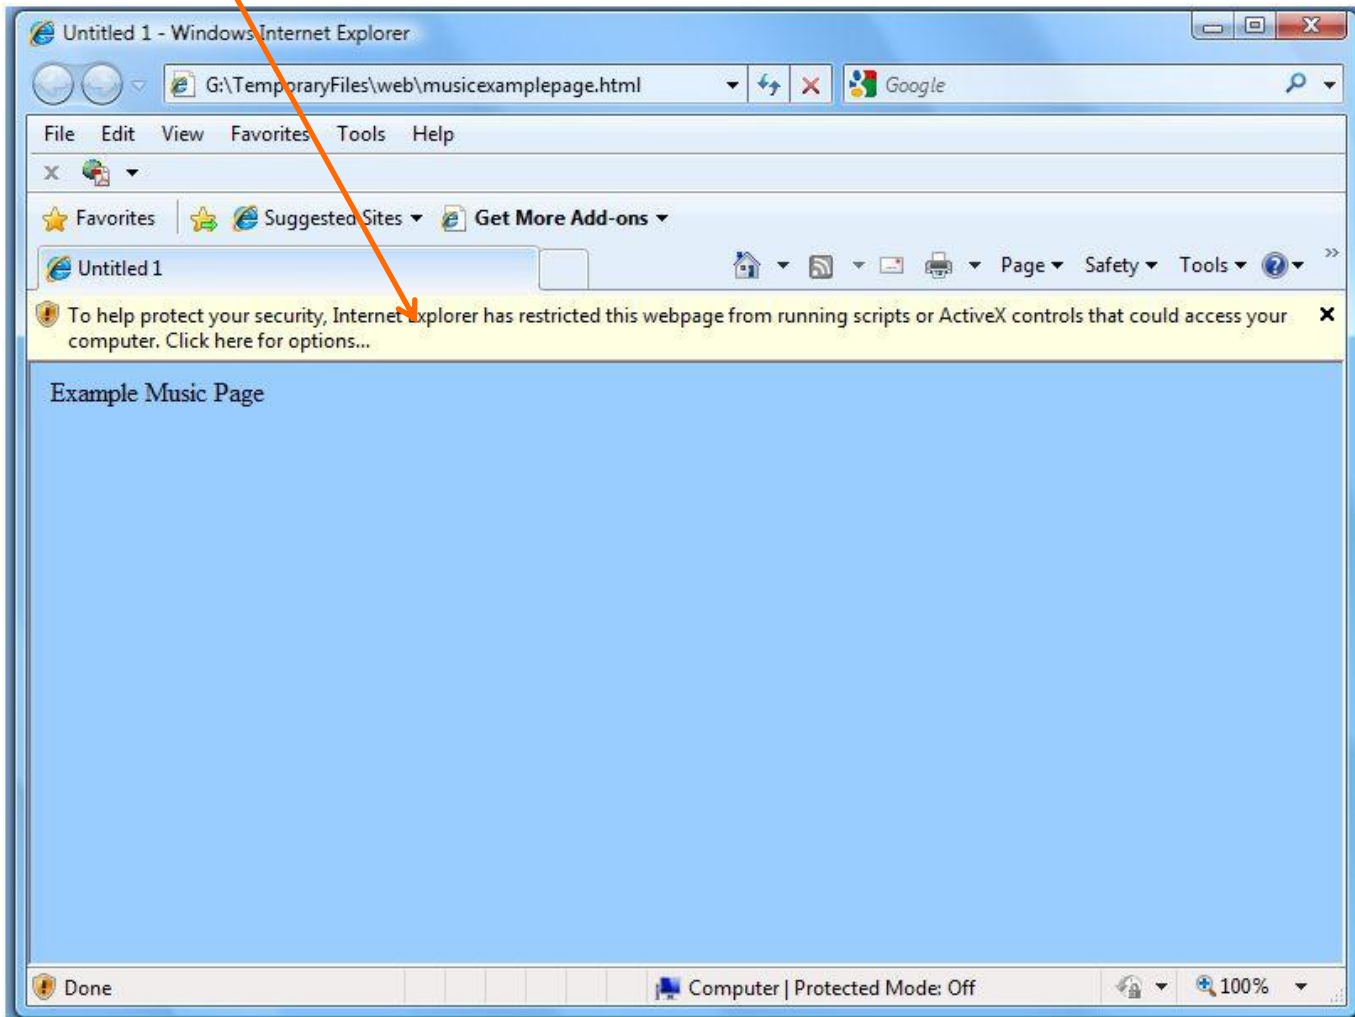 Untitled 1 - Windows Internet Explorer
G:\TemporaryFiles\web\musicexamplepage.html Google
File Edit View Favorites Tools Help
Favorites Suggested Sites Get More Add-ons
Untitled 1 Page Safety Tools
To help protect your security, Internet Explorer has restricted this webpage from running scripts or ActiveX controls that could access your
computer. Click here for options...
Example Music Page
Done Computer | Protected Mode: Off 100%